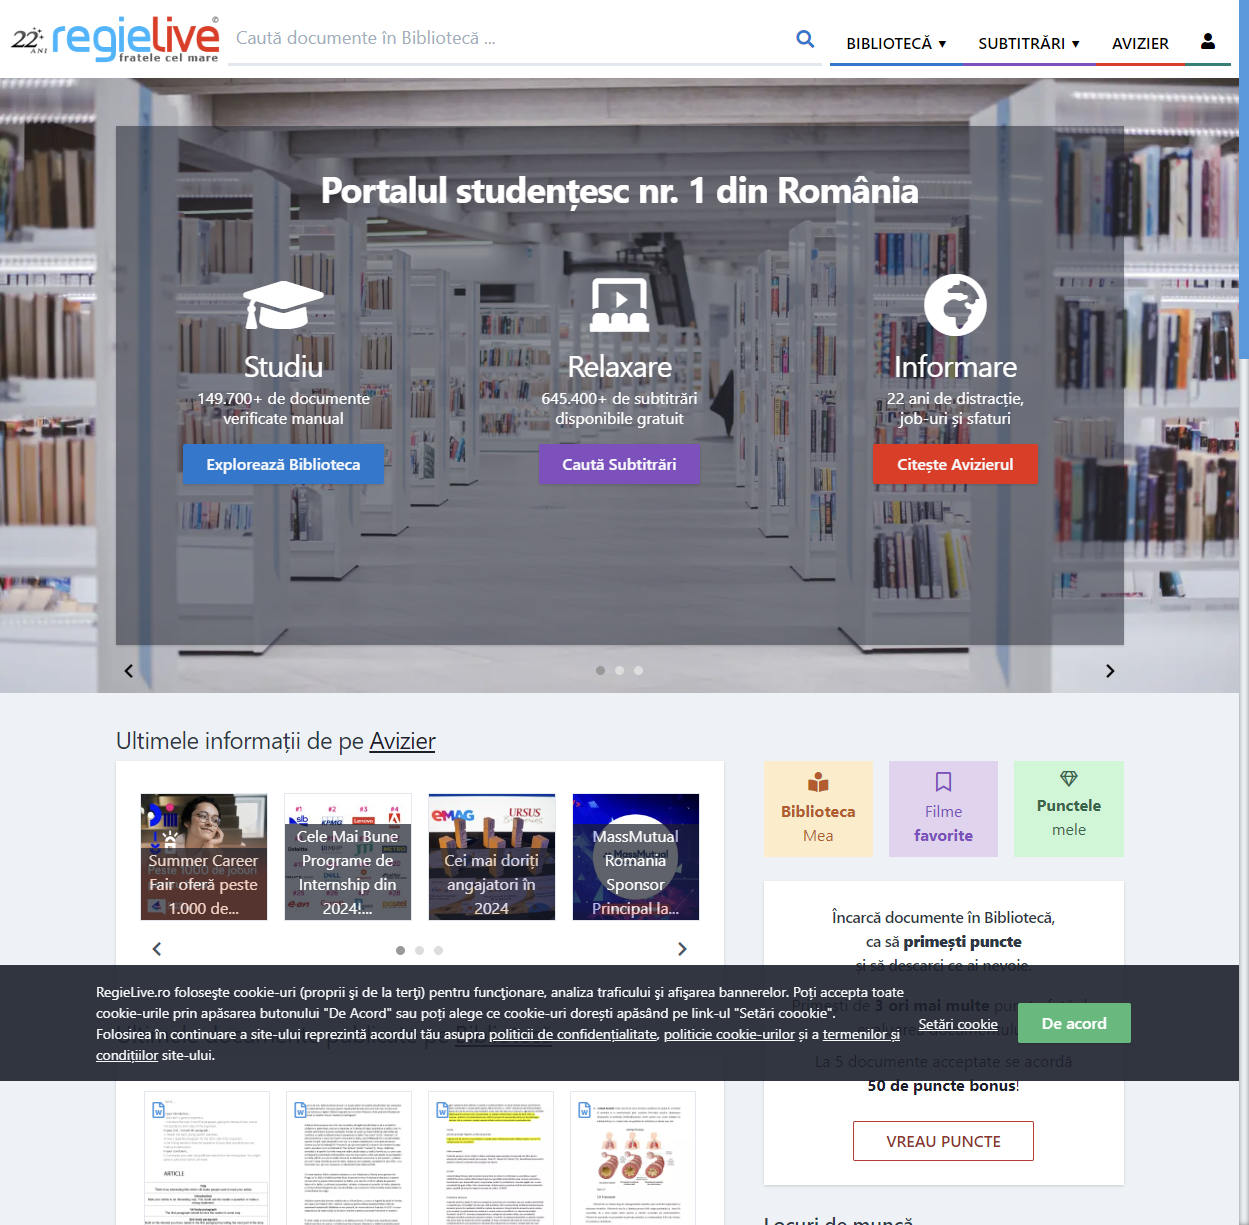 22 ANI regielive©
fratele cel mare
Caută documente în Bibliotecă ...
BIBLIOTECĂ ▼
SUBTITRĂRI ▼
AVIZIER
Portalul studențesc nr. 1 din România
Studiu
149.700+ de documente
verificate manual
Explorează Biblioteca
Relaxare
645.400+ de subtitrări
disponibile gratuit
Caută Subtitrări
Informare
22 ani de distracție,
job-uri și sfaturi
Citește Avizierul
Ultimele informații de pe Avizier
Summer Career
Fair oferă peste
1.000 de...
Cele Mai Bune
Programe de
Internship din
2024!...
eMAG
URSUS
Cei mai doriți
angajatori în
2024
MassMutual
Romania
Sponsor
Principal la...
Biblioteca
Mea
Filme
favorite
Punctele
mele
Încarcă documente în Bibliotecă,
ca să primești puncte
și să descarci ce ai nevoie.
La 5 documente acceptate se acordă
50 de puncte bonus!
VREAU PUNCTE
RegieLive.ro folosește cookie-uri (proprii și de la terți) pentru funcționare, analiza traficului și afișarea bannerelor. Poți accepta toate
cookie-urile prin apăsarea butonului "De Acord" sau poți alege ce cookie-uri dorești apăsând pe link-ul "Setări coookie".
Folosirea în continuare a site-ului reprezintă acordul tău asupra politicii de confidențialitate, politicie cookie-urilor și a termenilor și
condițiilor site-ului.
Setări cookie
De acord
ARTICLE
Locuri de muncă